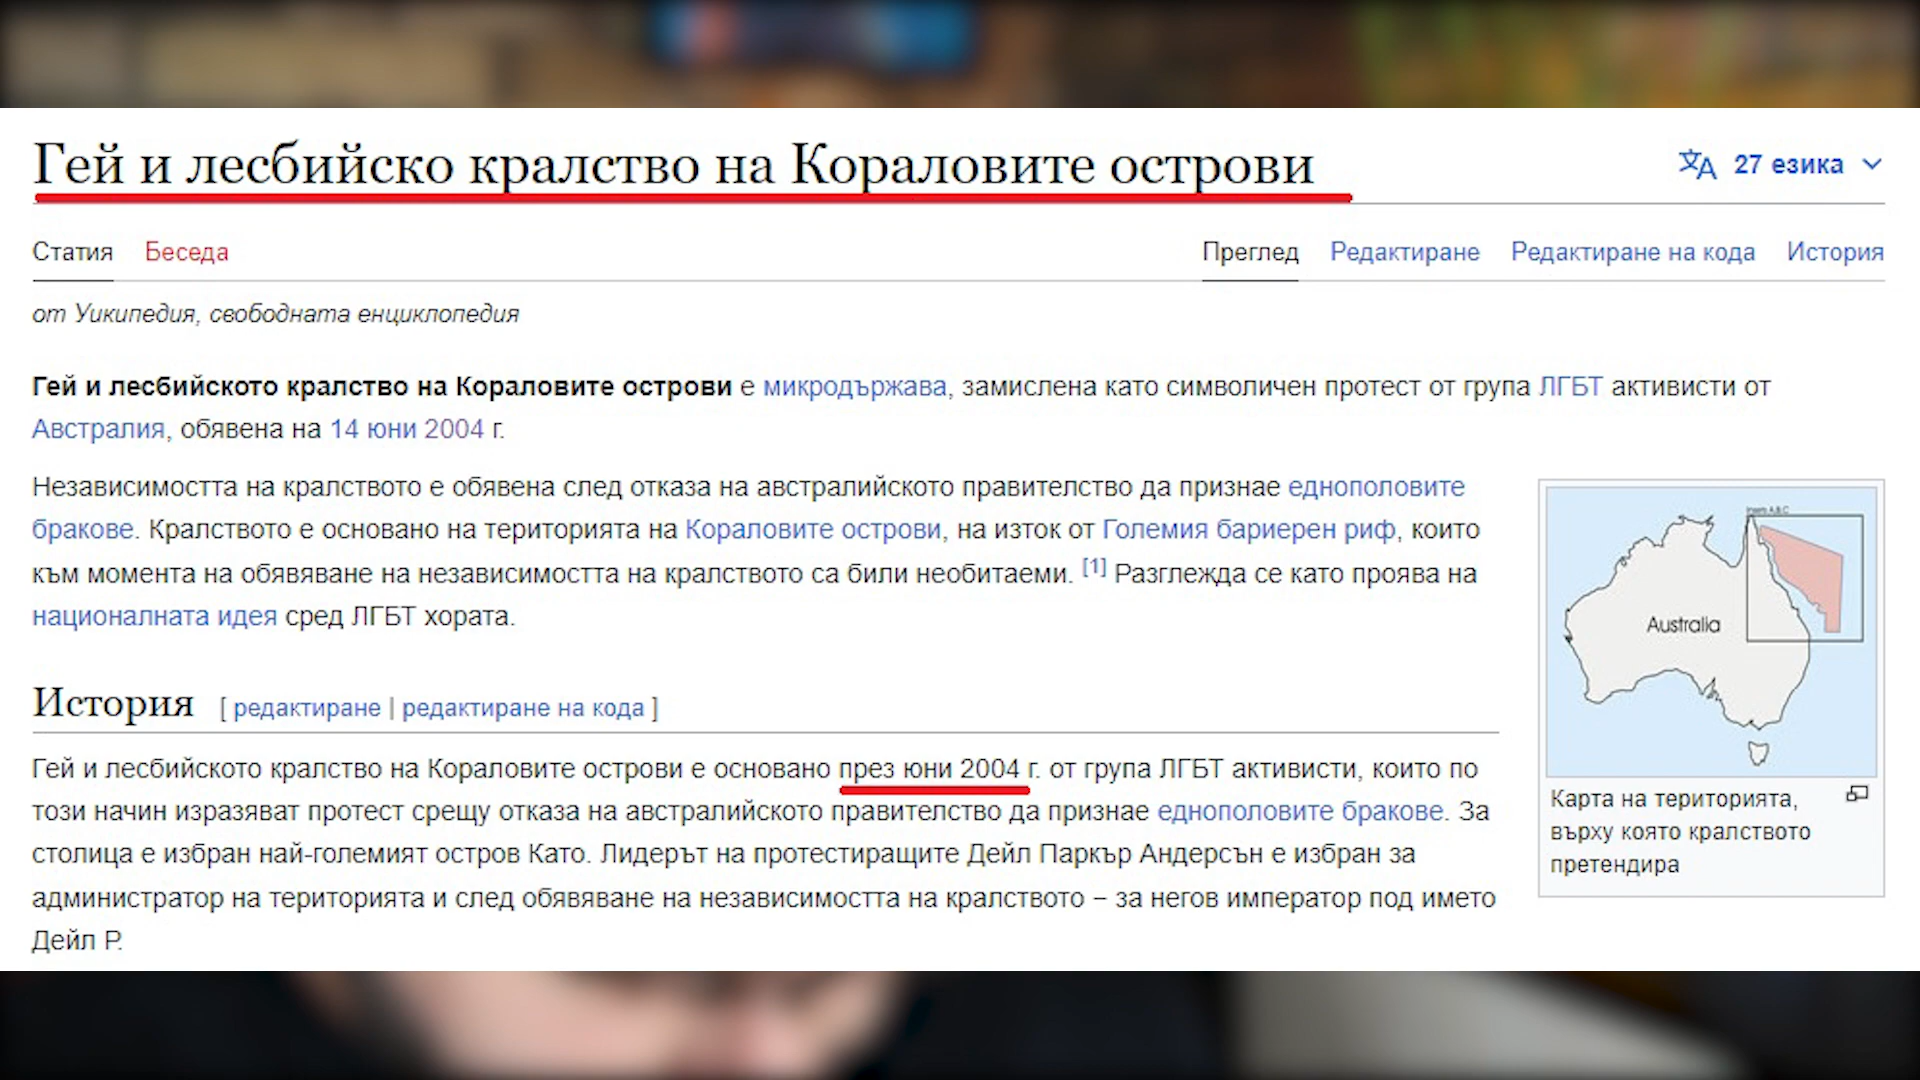 Гей и лесбийско кралство на Кораловите острови
27 езика
Статия Беседа
Преглед Редактиране Редактиране на кода История
от Уикипедия, свободната енциклопедия
Гей и лесбийското кралство на Кораловите острови е микродържава, замислена като символичен протест от група ЛГБТ активисти от
Австралия, обявена на 14 юни 2004 г.
Независимостта на кралството е обявена след отказа на австралийското правителство да признае еднополовите
бракове. Кралството е основано на територията на Кораловите острови, на изток от Големия бариерен риф, които
към момента на обявяване на независимостта на кралството са били необитаеми. [1] Разглежда се като проява на
националната идея сред ЛГБТ хората.
Australia
Карта на територията,
върху която кралството
претендира
История [ редактиране | редактиране на кода ]
Гей и лесбийското кралство на Кораловите острови е основано през юни 2004 г. от група ЛГБТ активисти, които по
този начин изразяват протест срещу отказа на австралийското правителство да признае еднополовите бракове. За
столица е избран най-големият остров Като. Лидерът на протестиращите Дейл Паркър Андерсън е избран за
администратор на територията и след обявяване на независимостта на кралството – за негов император под името
Дейл Р.